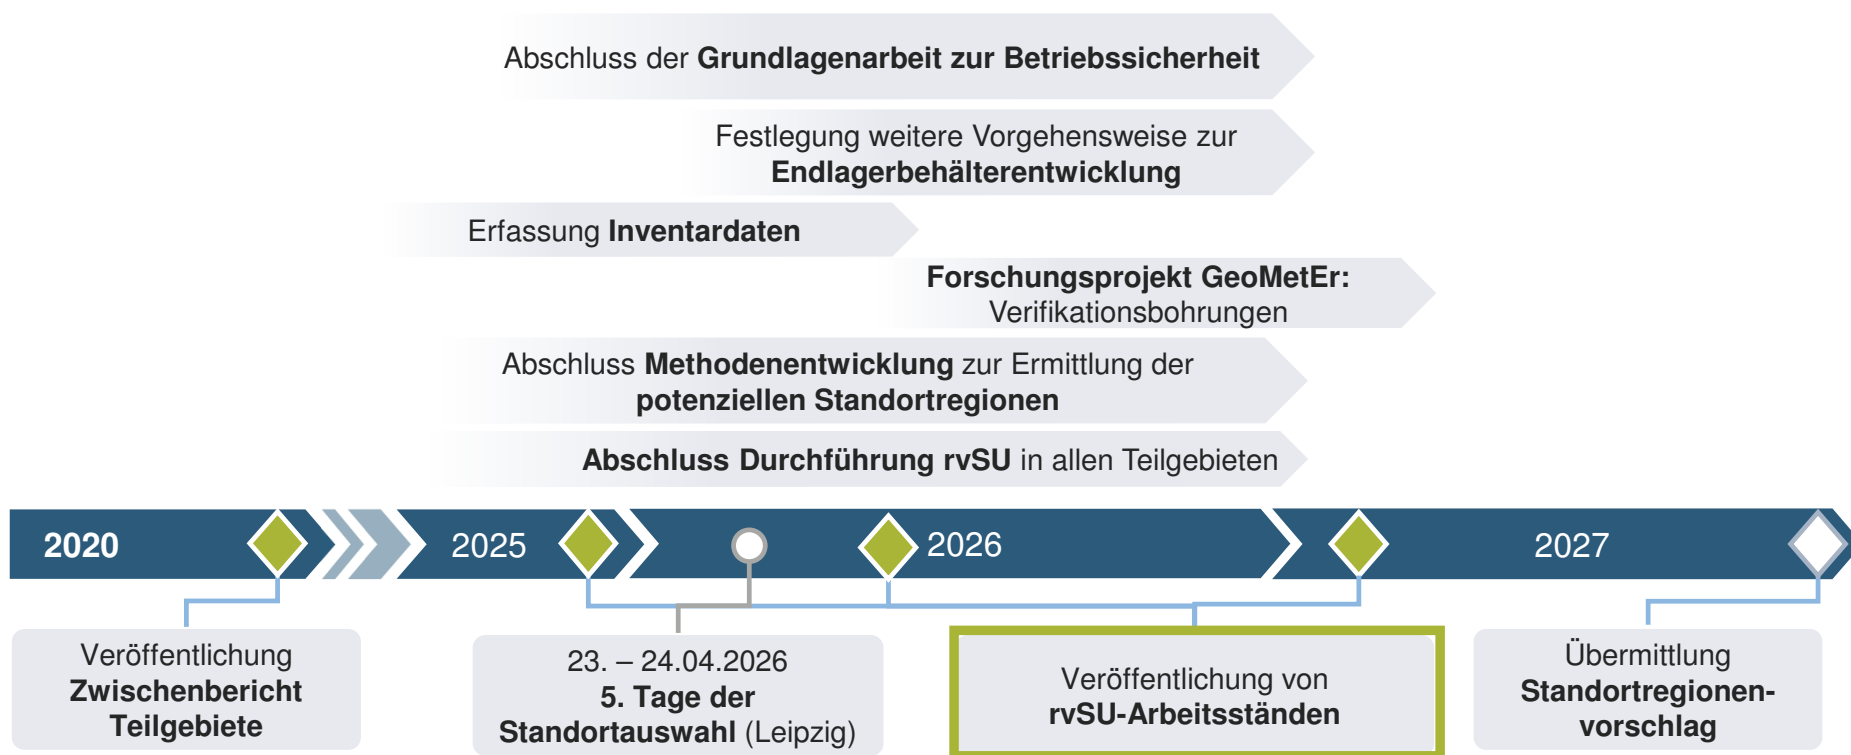 Abschluss der Grundlagenarbeit zur Betriebssicherheit
Festlegung weitere Vorgehensweise zur
Endlagerbehälterentwicklung
Erfassung Inventardaten
Forschungsprojekt GeoMetEr:
Verifikationsbohrungen
Abschluss Methodenentwicklung zur Ermittlung der
potenziellen Standortregionen
Abschluss Durchführung rvSU in allen Teilgebieten
2020
2025
2026
2027
Veröffentlichung
Zwischenbericht
Teilgebiete
23. – 24.04.2026
5. Tage der
Standortauswahl (Leipzig)
Veröffentlichung von
rvSU-Arbeitsständen
Übermittlung
Standortregionen-
vorschlag